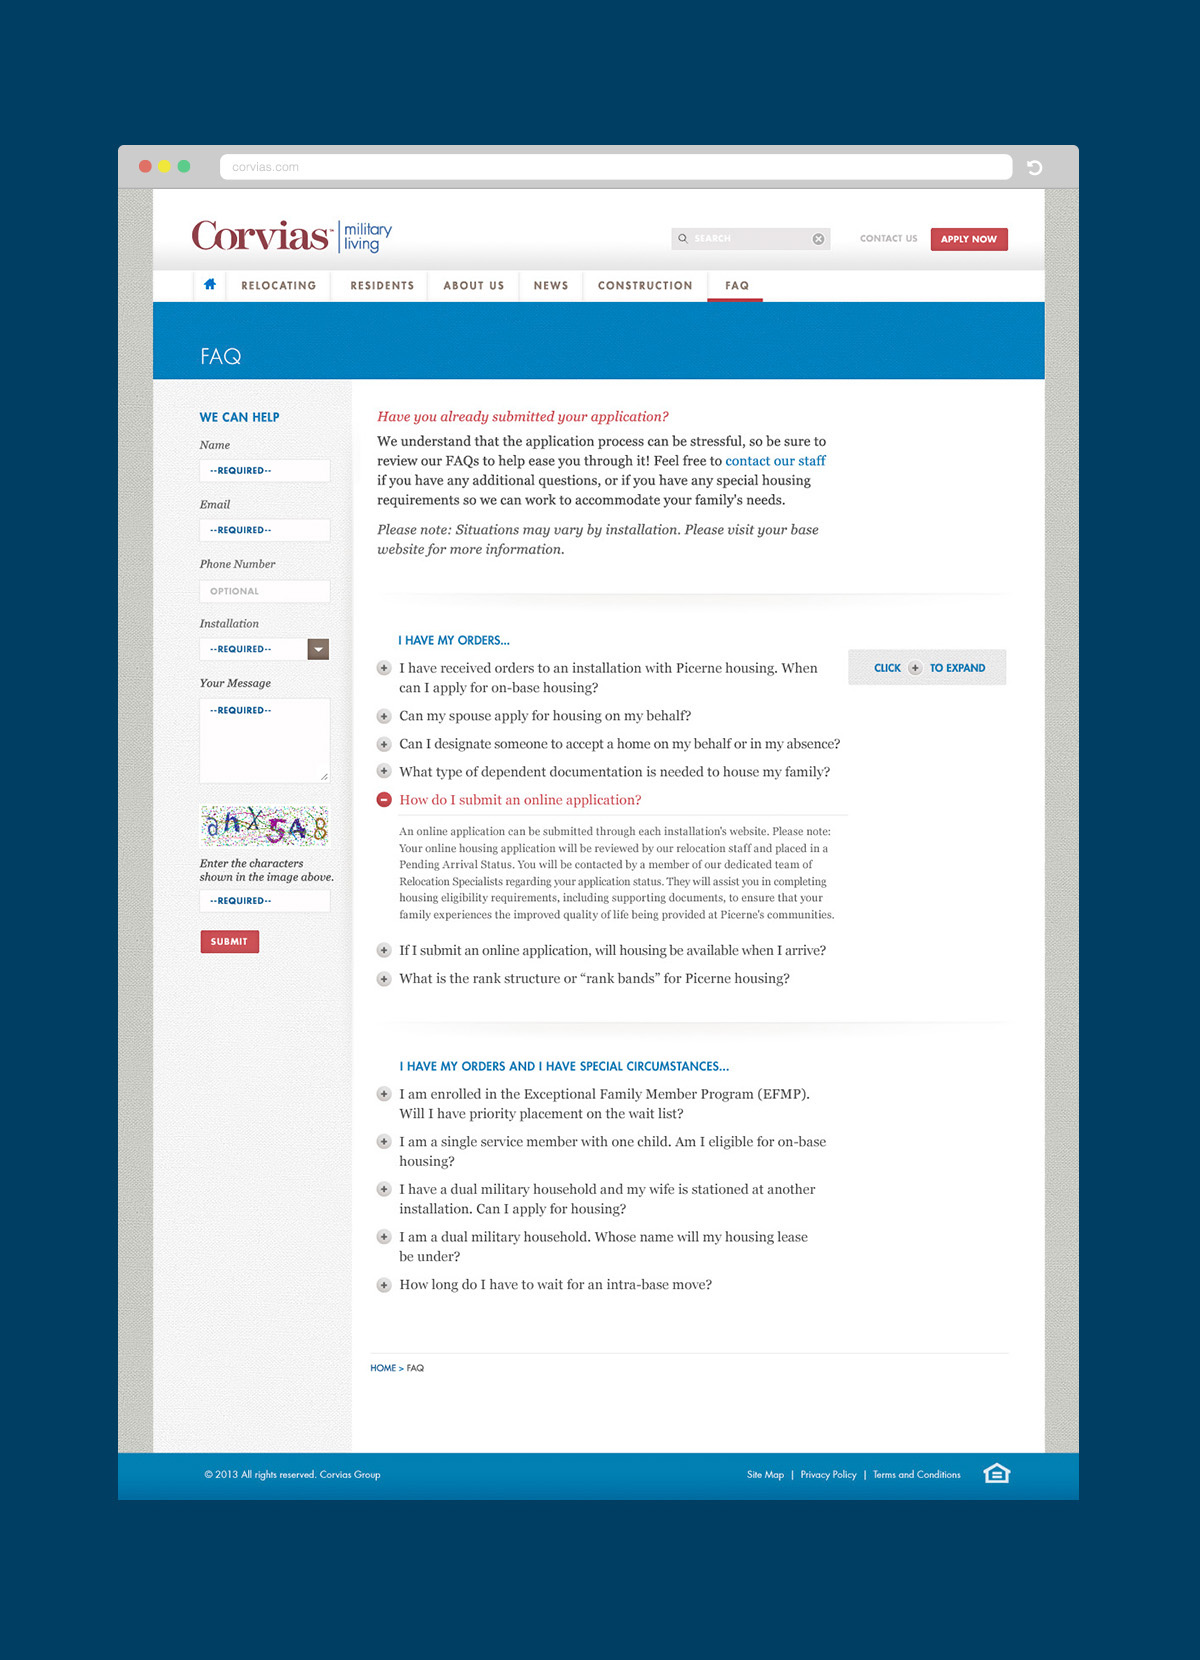 corvias.com
Corvias™ military
living
SEARCH
CONTACT US
APPLY NOW
RELOCATING
RESIDENTS
ABOUT US
NEWS
CONSTRUCTION
FAQ
FAQ
WE CAN HELP
Name
--REQUIRED--
Email
--REQUIRED--
Phone Number
OPTIONAL
Installation
--REQUIRED--
Your Message
--REQUIRED--
ahX548
Enter the characters
shown in the image above.
--REQUIRED--
SUBMIT
Have you already submitted your application?
We understand that the application process can be stressful, so be sure to
review our FAQs to help ease you through it! Feel free to contact our staff
if you have any additional questions, or if you have any special housing
requirements so we can work to accommodate your family's needs.
Please note: Situations may vary by installation. Please visit your base
website for more information.
I HAVE MY ORDERS...
CLICK + TO EXPAND
I have received orders to an installation with Picerne housing. When
can I apply for on-base housing?
Can my spouse apply for housing on my behalf?
Can I designate someone to accept a home on my behalf or in my absence?
What type of dependent documentation is needed to house my family?
How do I submit an online application?
An online application can be submitted through each installation's website. Please note:
Your online housing application will be reviewed by our relocation staff and placed in a
Pending Arrival Status. You will be contacted by a member of our dedicated team of
Relocation Specialists regarding your application status. They will assist you in completing
housing eligibility requirements, including supporting documents, to ensure that your
family experiences the improved quality of life being provided at Picerne's communities.
If I submit an online application, will housing be available when I arrive?
What is the rank structure or “rank bands” for Picerne housing?
I HAVE MY ORDERS AND I HAVE SPECIAL CIRCUMSTANCES...
I am enrolled in the Exceptional Family Member Program (EFMP).
Will I have priority placement on the wait list?
I am a single service member with one child. Am I eligible for on-base
housing?
I have a dual military household and my wife is stationed at another
installation. Can I apply for housing?
I am a dual military household. Whose name will my housing lease
be under?
How long do I have to wait for an intra-base move?
HOME > FAQ
© 2013 All rights reserved. Corvias Group
Site Map | Privacy Policy | Terms and Conditions